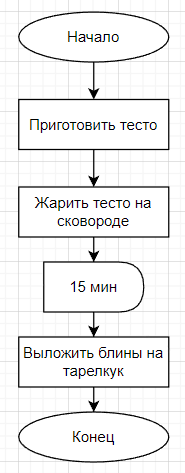 Начало
Приготовить тесто
Жарить тесто на
сковороде
15 мин
Выложить блины на
тарелкук
Конец